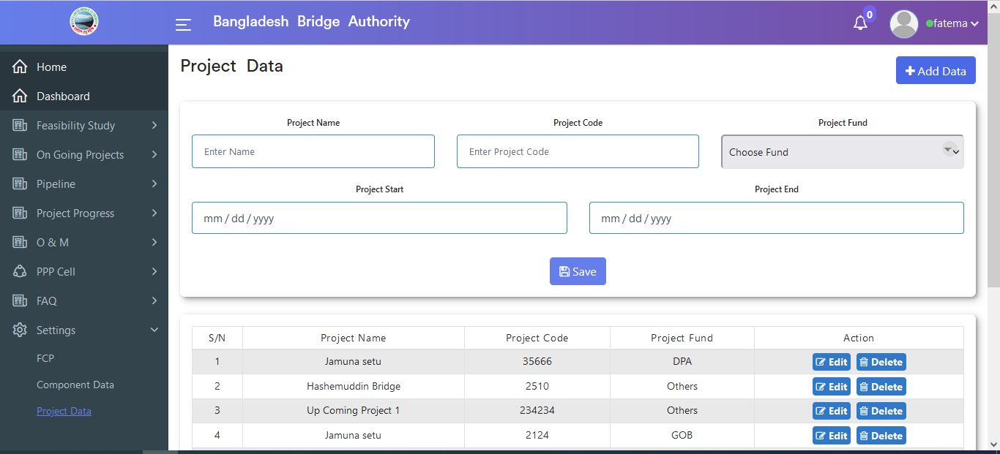 Bangladesh Bridge Authority
0
fatema
Home
Dashboard
Feasibility Study
On Going Projects
Pipeline
Project Progress
O & M
PPP Cell
FAQ
Settings
FCP
Component Data
Project Data
Project Data
Add Data
Project Name Project Code Project Fund
Enter Name Enter Project Code Choose Fund
Project Start Project End
mm / dd / yyyy mm / dd / yyyy
Save
S/N Project Name Project Code Project Fund Action
1 Jamuna setu 35666 DPA Edit Delete
2 Hashemuddin Bridge 2510 Others Edit Delete
3 Up Coming Project 1 234234 Others Edit Delete
4 Jamuna setu 2124 GOB Edit Delete